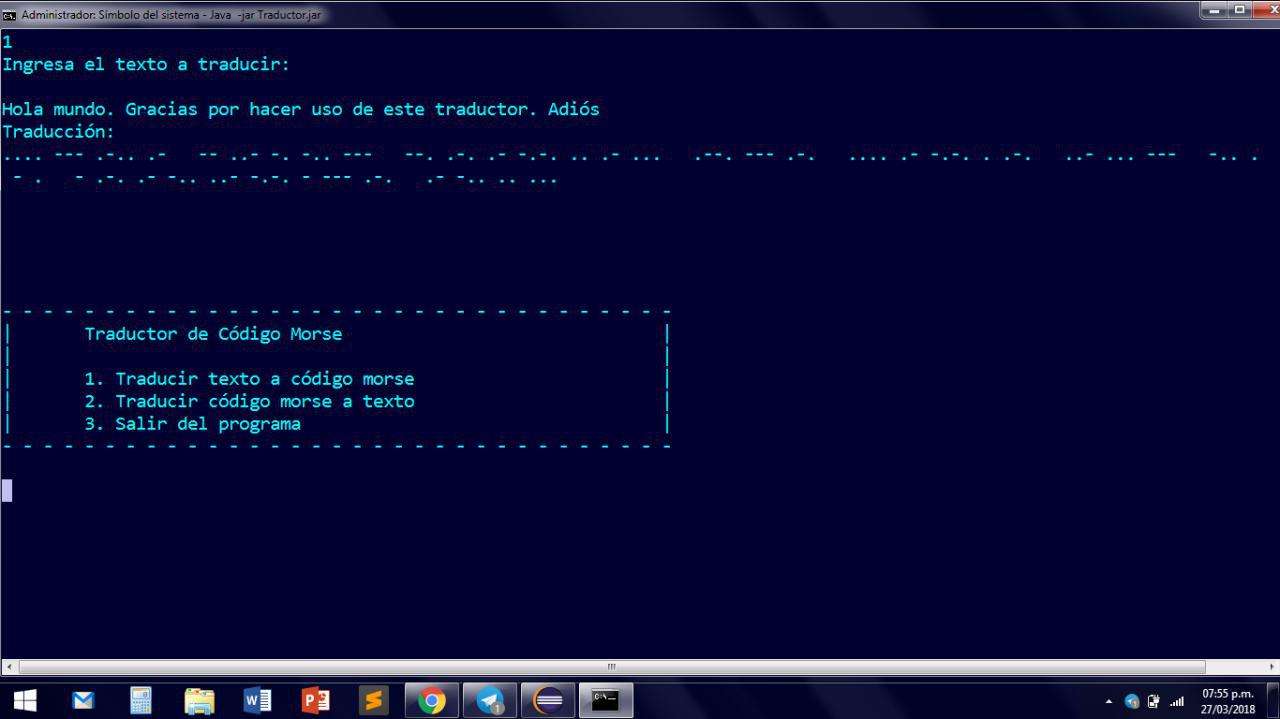 Administrador: Símbolo del sistema - Java  -jar Traductor.jar
1
Ingresa el texto a traducir:
Hola mundo. Gracias por hacer uso de este traductor. Adiós
Traducción:
.... --- .-.. .-   -- ..- -. -.. ---   --. .-. .- -.-. .. .- ...   .--. --- .-.   .... .- -.-. . .-.   ..- ... ---   -.. .
- .   - .-. .- -.. ..- -.-. - --- .-.   .- -.. .. ...
- - - - - - - - - - - - - - - - - - - - - - - - - - - - - - - - -
|       Traductor de Código Morse                               |
|                                                               |
|       1. Traducir texto a código morse                        |
|       2. Traducir código morse a texto                        |
|       3. Salir del programa                                   |
- - - - - - - - - - - - - - - - - - - - - - - - - - - - - - - - -
07:55 p.m.
27/03/2018